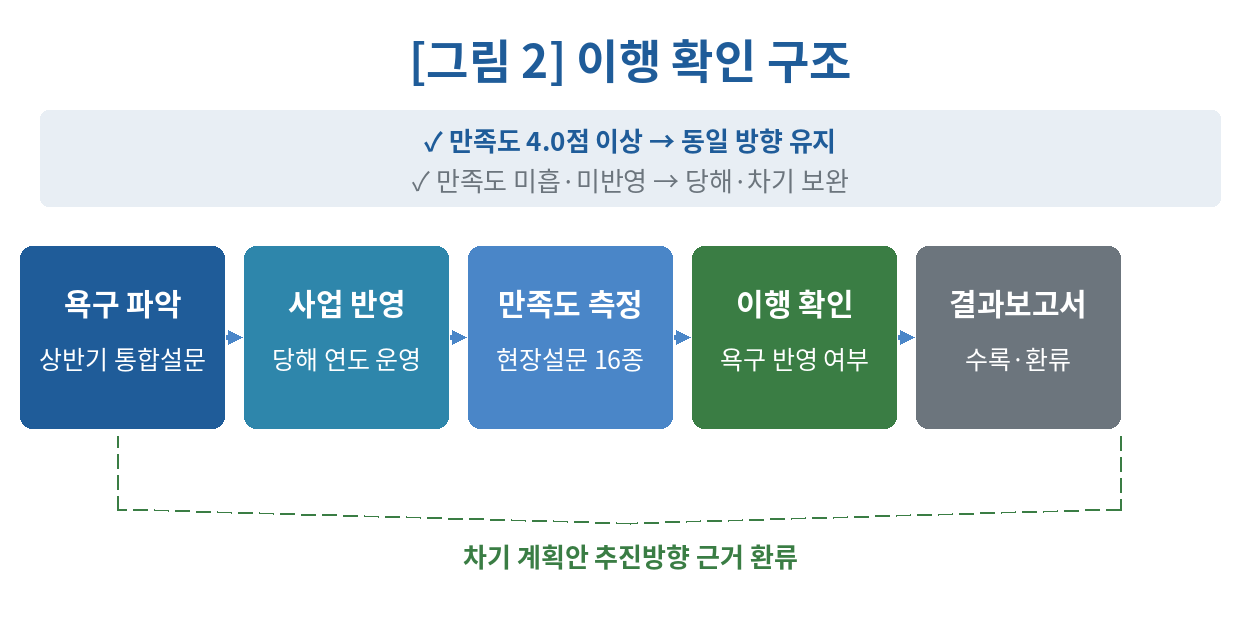 [그림 2] 이행 확인 구조
✓ 만족도 4.0점 이상 → 동일 방향 유지
✓ 만족도 미흡·미반영 → 당해·차기 보완
욕구 파악
상반기 통합설문
사업 반영
당해 연도 운영
만족도 측정
현장설문 16종
이행 확인
욕구 반영 여부
결과보고서
수록·환류
차기 계획안 추진방향 근거 환류